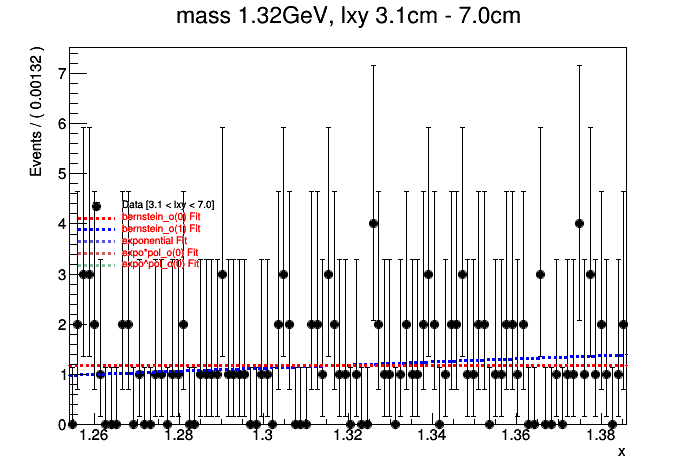 mass 1.32GeV, lxy 3.1cm - 7.0cm
Events / ( 0.00132 )
7
6
5
4
3
2
1
0
Data [3.1 < lxy < 7.0]
bernstein_o(0) Fit
bernstein_o(1) Fit
exponential Fit
expo*pol_o(0) Fit
expo^pol_o(0) Fit
1.26
1.28
1.3
1.32
1.34
1.36
1.38
x